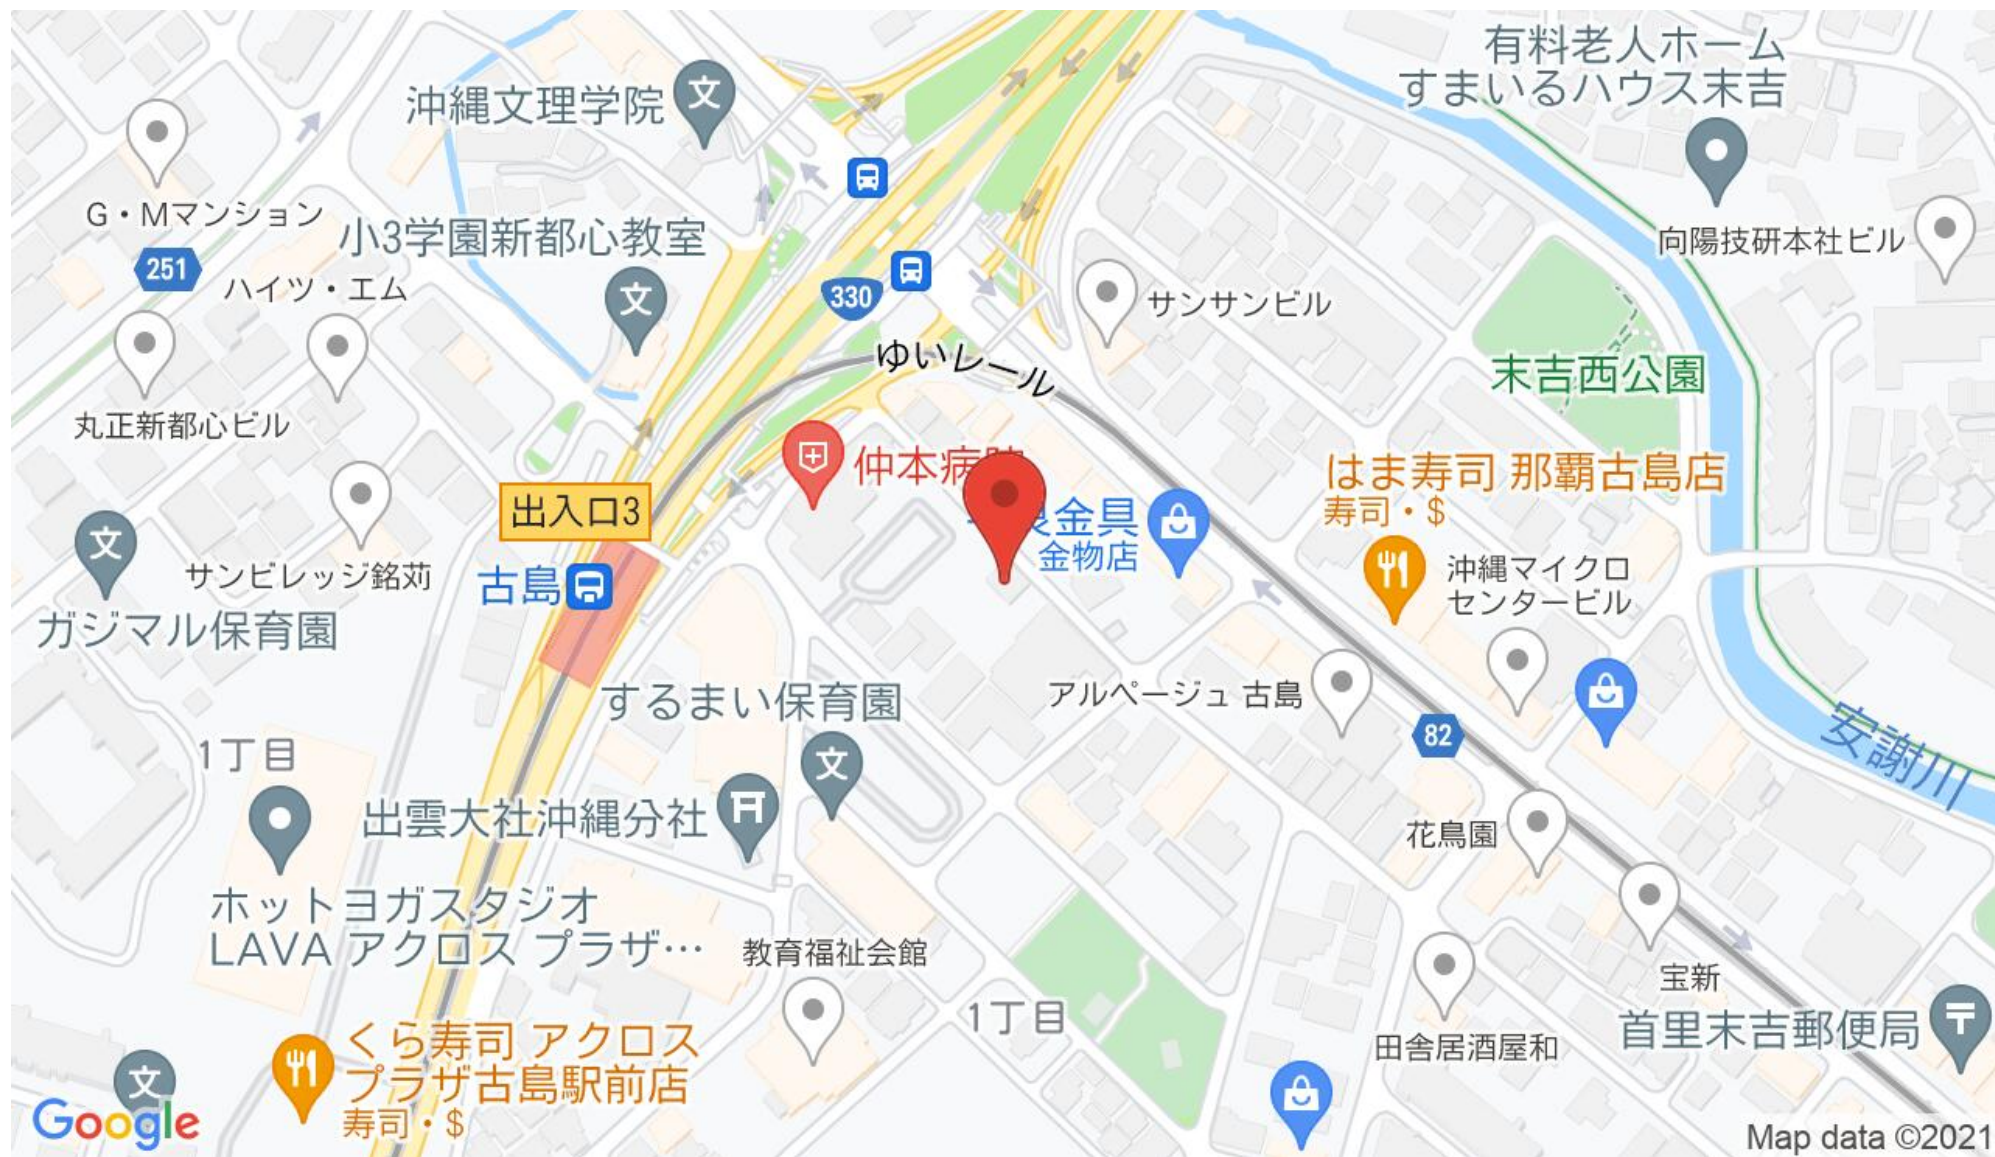 有料老人ホーム
すまいるハウス末吉
沖縄文理学院
G・Mマンション
小3学園新都心教室
向陽技研本社ビル
251
ハイツ・エム
330
サンサンビル
ゆいレール
末吉西公園
丸正新都心ビル
仲本病院
はま寿司 那覇古島店
寿司・$
出入口3
金具
金物店
沖縄マイクロ
センタービル
サンビレッジ銘苅
古島
ガジマル保育園
するまい保育園
アルページュ 古島
82
安謝川
1丁目
出雲大社沖縄分社
花鳥園
ホットヨガスタジオ
LAVA アクロス プラザ…
教育福祉会館
宝新
1丁目
首里末吉郵便局
田舎居酒屋和
くら寿司 アクロス
プラザ古島駅前店
寿司・$
Google
Map data ©2021